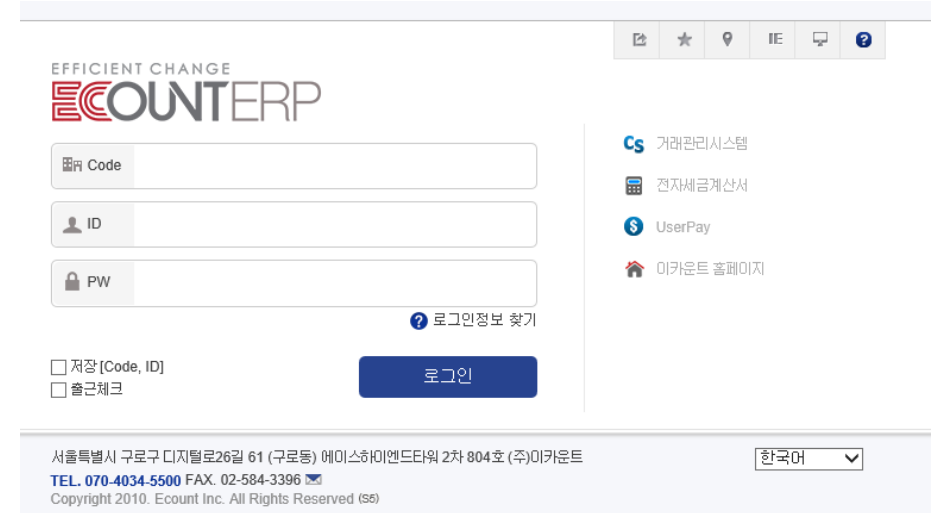 IE
EFFICIENT CHANGE
ECOUNTERP
Code
ID
PW
로그인정보 찾기
저장[Code, ID]
출근체크
로그인
Cs 거래관리시스템
전자세금계산서
UserPay
이카운트 홈페이지
서울특별시 구로구 디지털로26길 61 (구로동) 에이스하이엔드타워 2차 804호 (주)이카운트
한국어
TEL. 070-4034-5500 FAX. 02-584-3396
Copyright 2010. Ecount Inc. All Rights Reserved (S5)